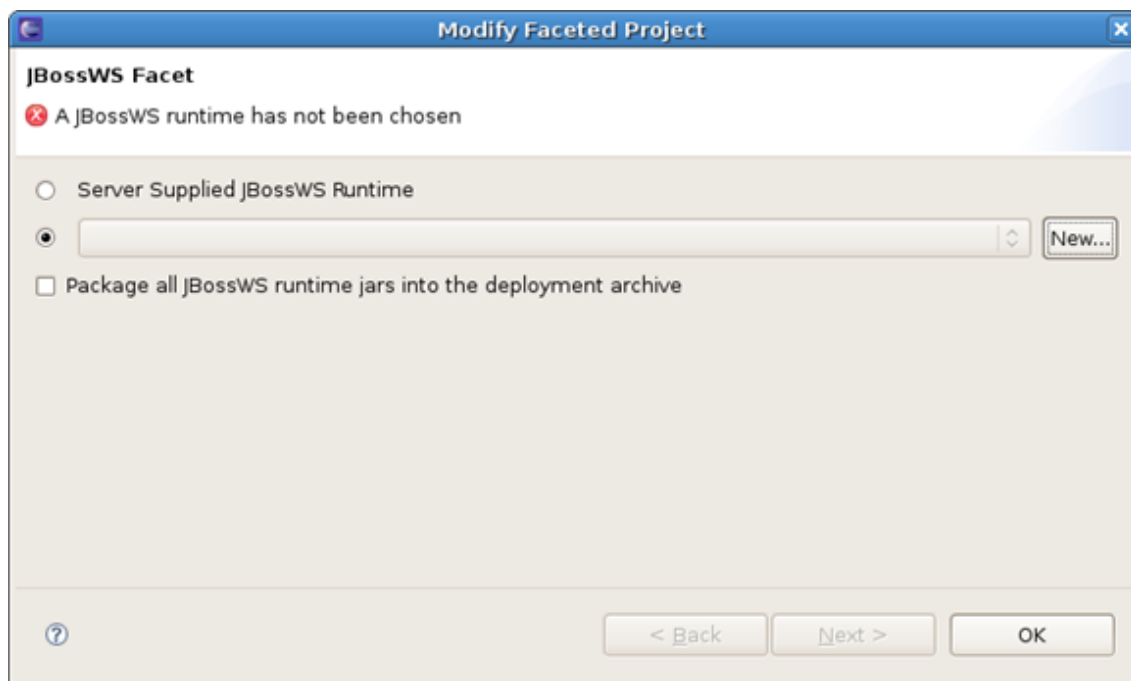 Modify Faceted Project
JBossWS Facet
A JBossWS runtime has not been chosen
Server Supplied JBossWS Runtime
New...
Package all JBossWS runtime jars into the deployment archive
< Back
Next >
OK